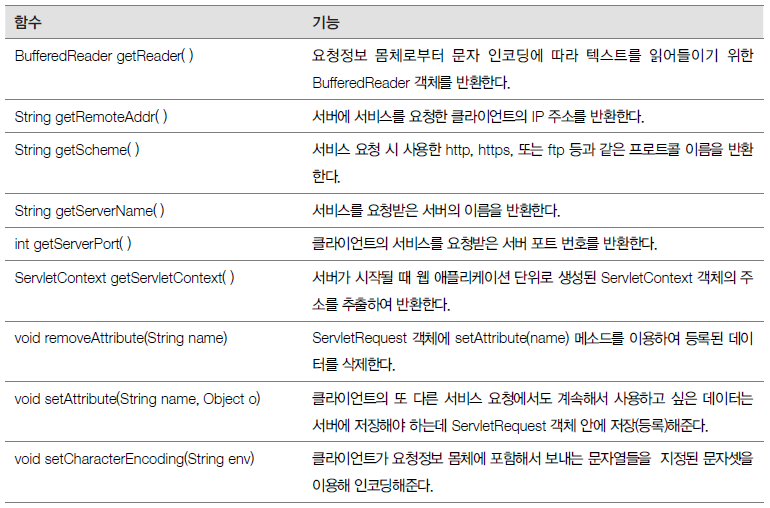 함수 기능
BufferedReader getReader( ) 요청정보 몸체로부터 문자 인코딩에 따라 텍스트를 읽어들이기 위한
BufferedReader 객체를 반환한다.
String getRemoteAddr( ) 서버에 서비스를 요청한 클라이언트의 IP 주소를 반환한다.
String getScheme( ) 서비스 요청 시 사용한 http, https, 또는 ftp 등과 같은 프로트콜 이름을 반환
한다.
String getServerName( ) 서비스를 요청받은 서버의 이름을 반환한다.
int getServerPort( ) 클라이언트의 서비스를 요청받은 서버 포트 번호를 반환한다.
ServletContext getServletContext( ) 서버가 시작될 때 웹 애플리케이션 단위로 생성된 ServletContext 객체의 주
소를 추출하여 반환한다.
void removeAttribute(String name) ServletRequest 객체에 setAttribute(name) 메소드를 이용하여 등록된 데이
터를 삭제한다.
void setAttribute(String name, Object o) 클라이언트의 또 다른 서비스 요청에서도 계속해서 사용하고 싶은 데이터는
서버에 저장해야 하는데 ServletRequest 객체 안에 저장(등록)해준다.
void setCharacterEncoding(String env) 클라이언트가 요청정보 몸체에 포함해서 보내는 문자열들을 지정된 문자셋을
이용해 인코딩해준다.